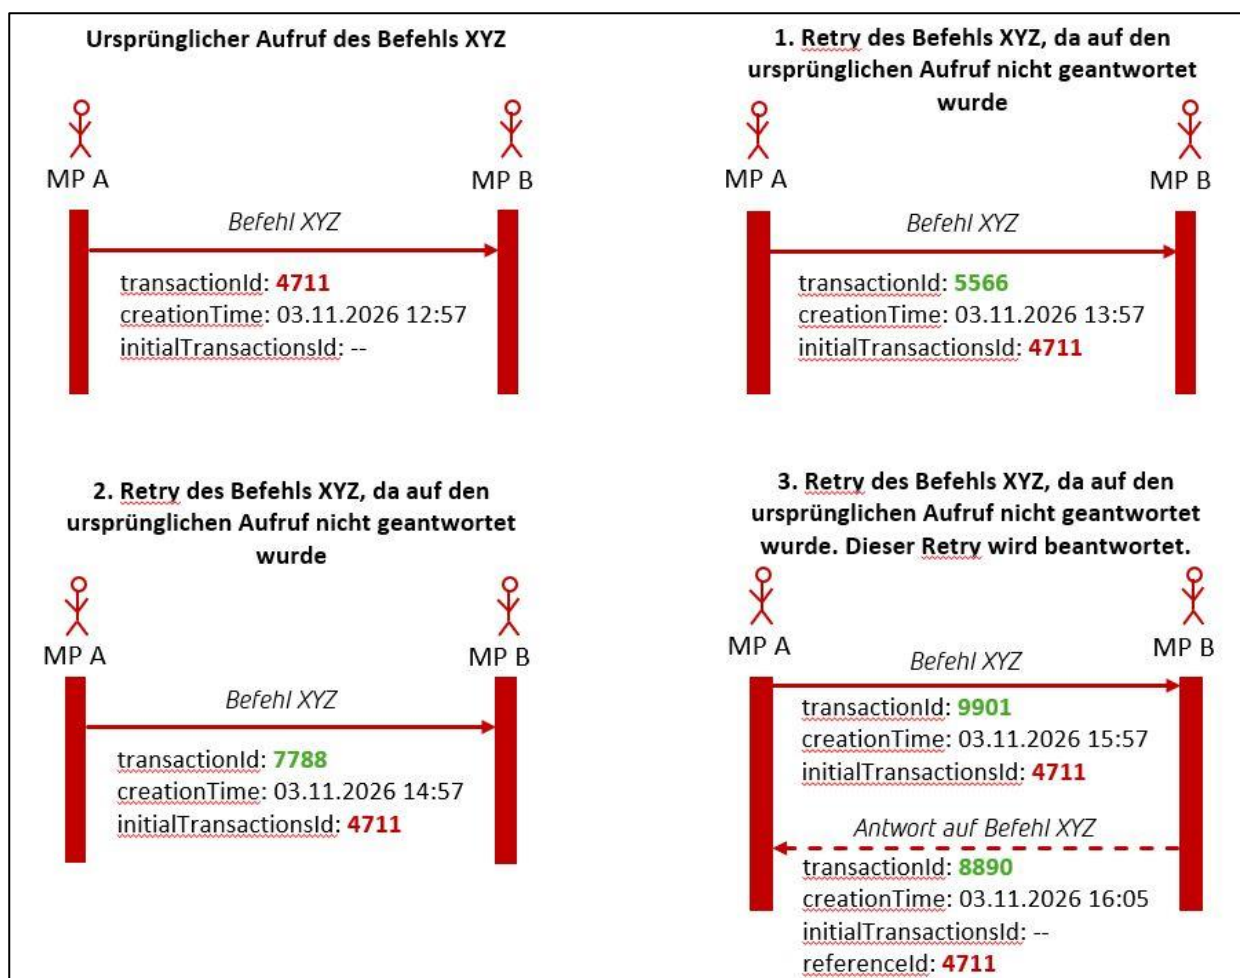 Ursprünglicher Aufruf des Befehls XYZ
MP A
MP B
Befehl XYZ
transactionId: 4711
creationTime: 03.11.2026 12:57
initialTransactionsId: --
1. Retry des Befehls XYZ, da auf den
ursprünglichen Aufruf nicht geantwortet
wurde
MP A
MP B
Befehl XYZ
transactionId: 5566
creationTime: 03.11.2026 13:57
initialTransactionsId: 4711
2. Retry des Befehls XYZ, da auf den
ursprünglichen Aufruf nicht geantwortet
wurde
MP A
MP B
Befehl XYZ
transactionId: 7788
creationTime: 03.11.2026 14:57
initialTransactionsId: 4711
3. Retry des Befehls XYZ, da auf den
ursprünglichen Aufruf nicht geantwortet
wurde. Dieser Retry wird beantwortet.
MP A
MP B
Befehl XYZ
transactionId: 9901
creationTime: 03.11.2026 15:57
initialTransactionsId: 4711
Antwort auf Befehl XYZ
transactionId: 8890
creationTime: 03.11.2026 16:05
initialTransactionsId: --
referenceId: 4711